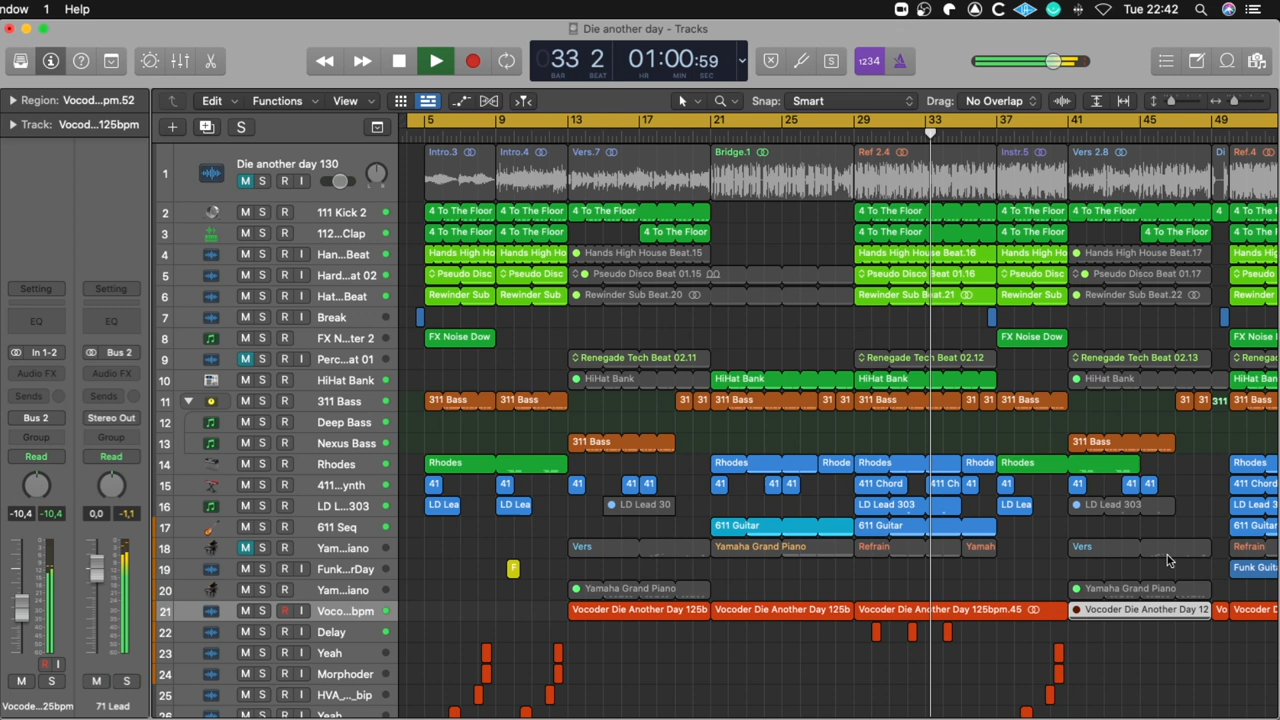 ndow 1 Help Tue 22:42
Die another day - Tracks
33 2 01:00:59
BAR BEAT HR MIN SEC
1234
Region: Vocod...pm.52 Edit Functions View Snap: Smart Drag: No Overlap
Track: Vocod...125bpm S 5 9 13 17 21 25 29 33 37 41 45 49
Intro.3 Intro.4 Vers.7 Bridge.1 Ref 2.4 Instr.5 Vers 2.8 Di Ref.4
1 Die another day 130 M S R I L R
2 M S R 111 Kick 2 4 To The Floor 4 To The Floor 4 To The Floor 4 To The Floor 4 To The Floor 4 To The Floor 4
3 M S R 112...Clap 4 To The Floor 4 To The Floor 4 To The Floor 4 To The Floor 4 To The Floor 4 To The Floor
4 M S R Han...Beat Hands High Ho Hands High Ho Hands High House Beat.15 Hands High House Beat.16 Hands High Ho Hands High House Beat.17
5 M S R Hard...at 02 Pseudo Disc Pseudo Disc Pseudo Disco Beat 01.15 Pseudo Disco Beat 01.16 Pseudo Disc Pseudo Disco Beat 01.17
6 M S R Hat...Beat Rewinder Sub Rewinder Sub Rewinder Sub Beat.20 Rewinder Sub Beat.21 Rewinder Sub Rewinder Sub Beat.22
Setting Setting
7 M S R I Break
EQ EQ
8 M S R FX N...ter 2 FX Noise Dow FX Noise Dow
In 1-2 Bus 2
9 M S R I Perc...at 01 Renegade Tech Beat 02.11 Renegade Tech Beat 02.12 Renegade Tech Beat 02.13
Audio FX Audio FX
10 M S R HiHat Bank HiHat Bank HiHat Bank HiHat Bank HiHat Bank
Sends Sends
11 M S R 311 Bass 311 Bass 311 Bass 31 31 311 Bass 31 31 311 Bass 31 31 311 Bass 31 31 311 311 Bass
Bus 2 Stereo Out
12 M S R Deep Bass
Group Group
13 M S R Nexus Bass 311 Bass 311 Bass
Read Read
14 M S R Rhodes Rhodes Rhodes Rhode Rhodes Rhode Rhodes Rhodes
15 M S R 411...ynth 41 41 41 41 41 41 41 41 411 Chord 411 Ch 41 41 41 41 41 411 Chord
-10,4 -10,4 0,0 -1,1
16 M S R LD L...303 LD Lea LD Lea LD Lead 30 LD Lead 303 LD Lea LD Lead 303
17 M S R 611 Seq 611 Guitar 611 Guitar
18 M S R Yam...iano Vers Yamaha Grand Piano Refrain Yamah Vers Refrain
19 M S R Funk...rDay F Funk Guita
20 M S R Yam...iano Yamaha Grand Piano Yamaha Grand Piano
21 M S R I Voco...bpm Vocoder Die Another Day 125b Vocoder Die Another Day 125b Vocoder Die Another Day 125bpm.45 Vocoder Die Another Day 12 Vo Vocoder D
22 M S R I Delay
23 M S R I Yeah
R I
24 M S R I Morphoder
M S M S
25 M S R I HVA_..._bip
Vocode...25bpm 71 Lead